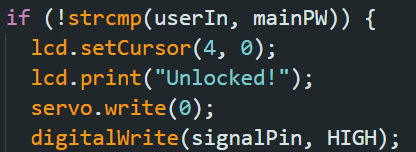 if (!strcmp(userIn, mainPW)) {
lcd.setCursor(4, 0);
lcd.print("Unlocked!");
servo.write(0);
digitalWrite(signalPin, HIGH);